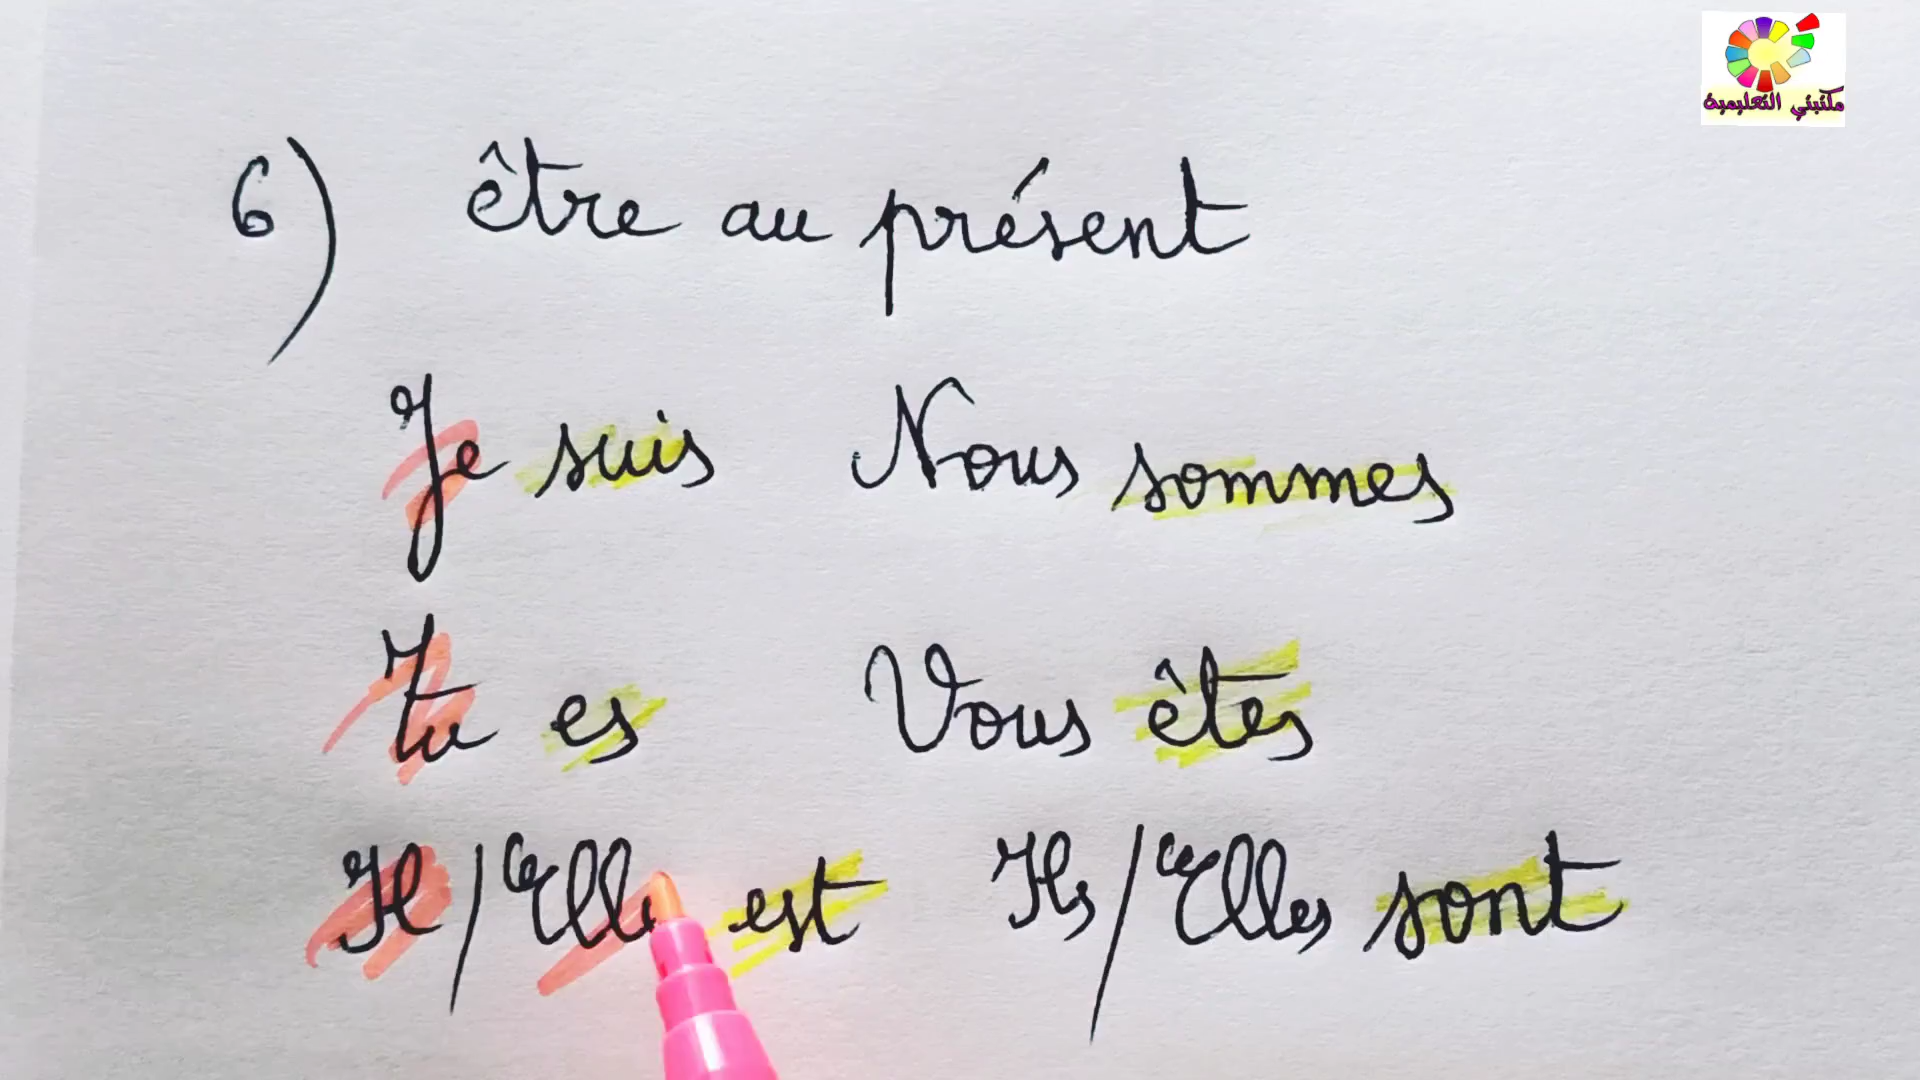 مكتبتي التعليمية
6) être au présent
Je suis Nous sommes
Tu es Vous êtes
Il/Elle est Ils/Elles sont